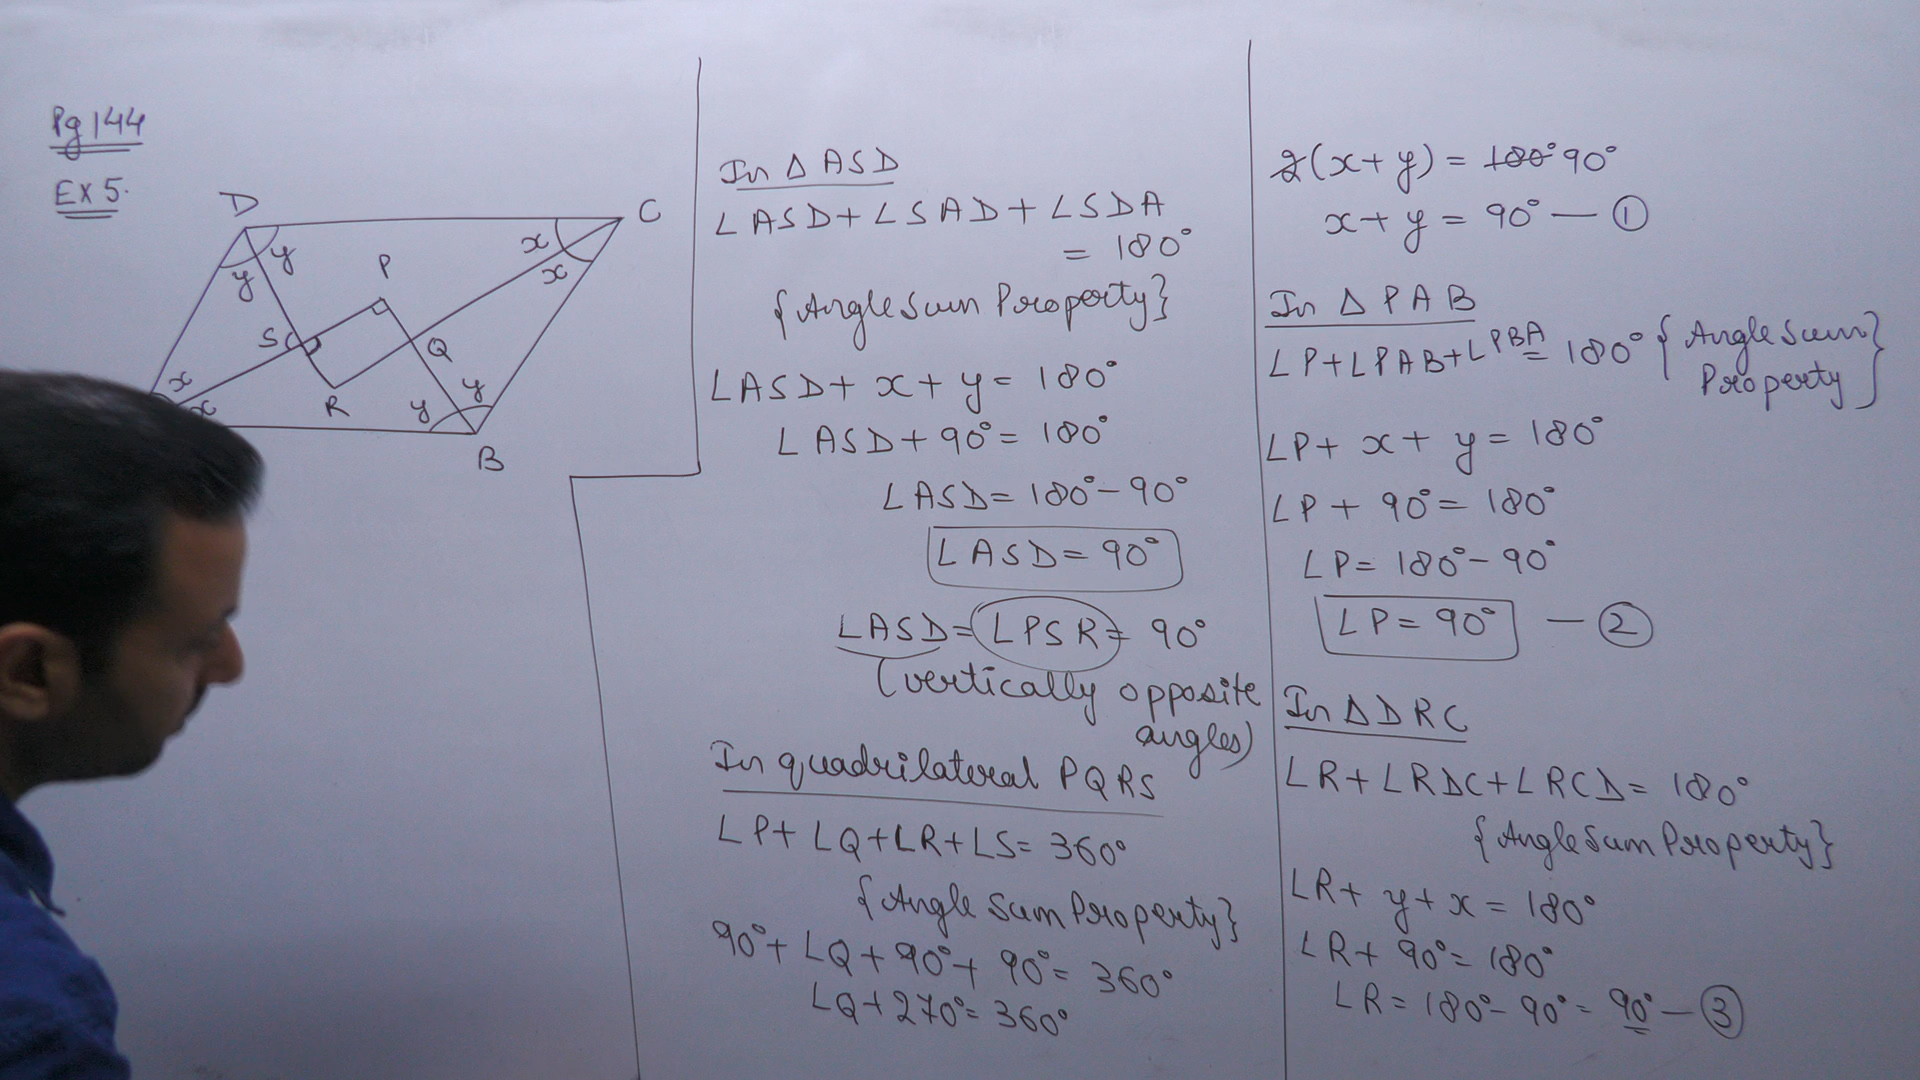 Pg 144
Ex 5.
D
C
y
y
x
x
P
S
Q
R
x
x
y
y
B
In △ ASD
∠ASD + ∠SAD + ∠SDA
= 180°
{Angle Sum Property}
∠ASD + x + y = 180°
∠ASD + 90° = 180°
∠ASD = 180° - 90°
∠ASD = 90°
∠ASD = ∠PSR = 90°
(vertically opposite
angles)
In quadrilateral PQRS
∠P + ∠Q + ∠R + ∠S = 360°
{Angle Sum Property}
90° + ∠Q + 90° + 90° = 360°
∠Q + 270° = 360°
2(x + y) = 180° 90°
x + y = 90° — ①
In △ PAB
∠P + ∠PAB + ∠PBA = 180° {Angle Sum
Property}
∠P + x + y = 180°
∠P + 90° = 180°
∠P = 180° - 90°
∠P = 90° — ②
In △DRC
∠R + ∠RDC + ∠RCD = 180°
{Angle Sum Property}
∠R + y + x = 180°
∠R + 90° = 180°
∠R = 180° - 90° = 90° — ③